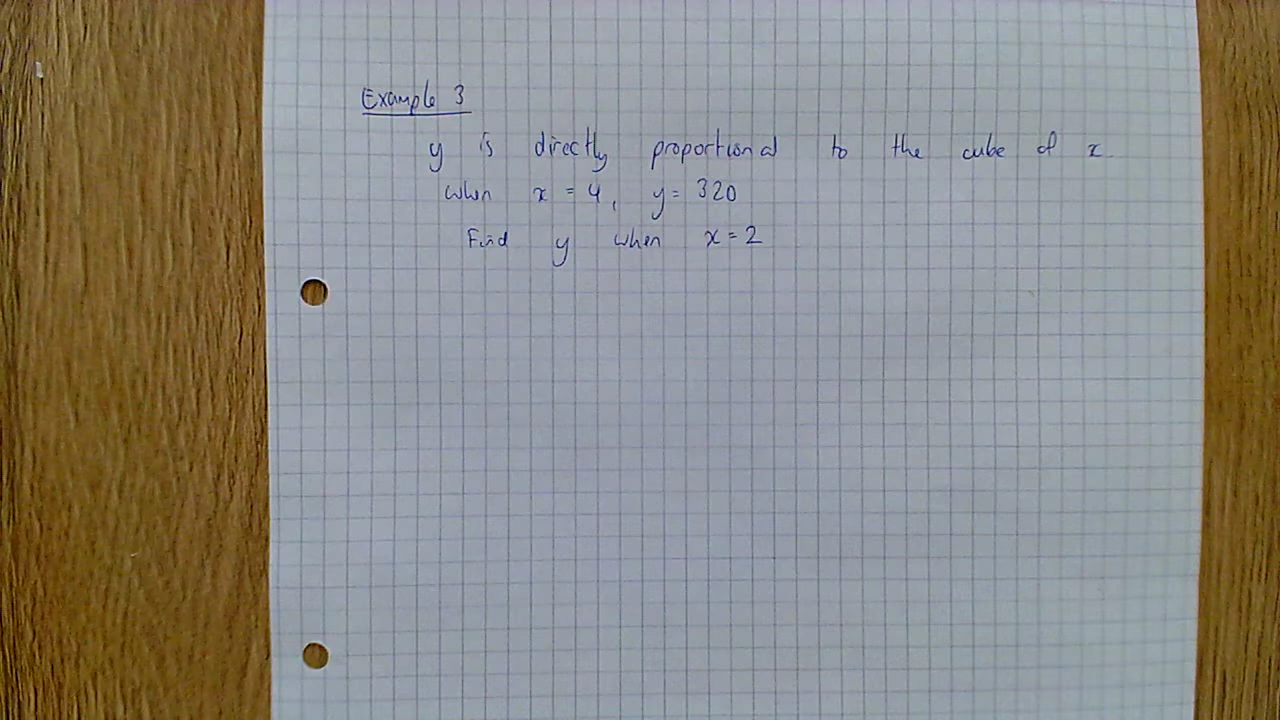 Example 3
y is directly proportional to the cube of x
when x = 4, y = 320
Find y when x = 2